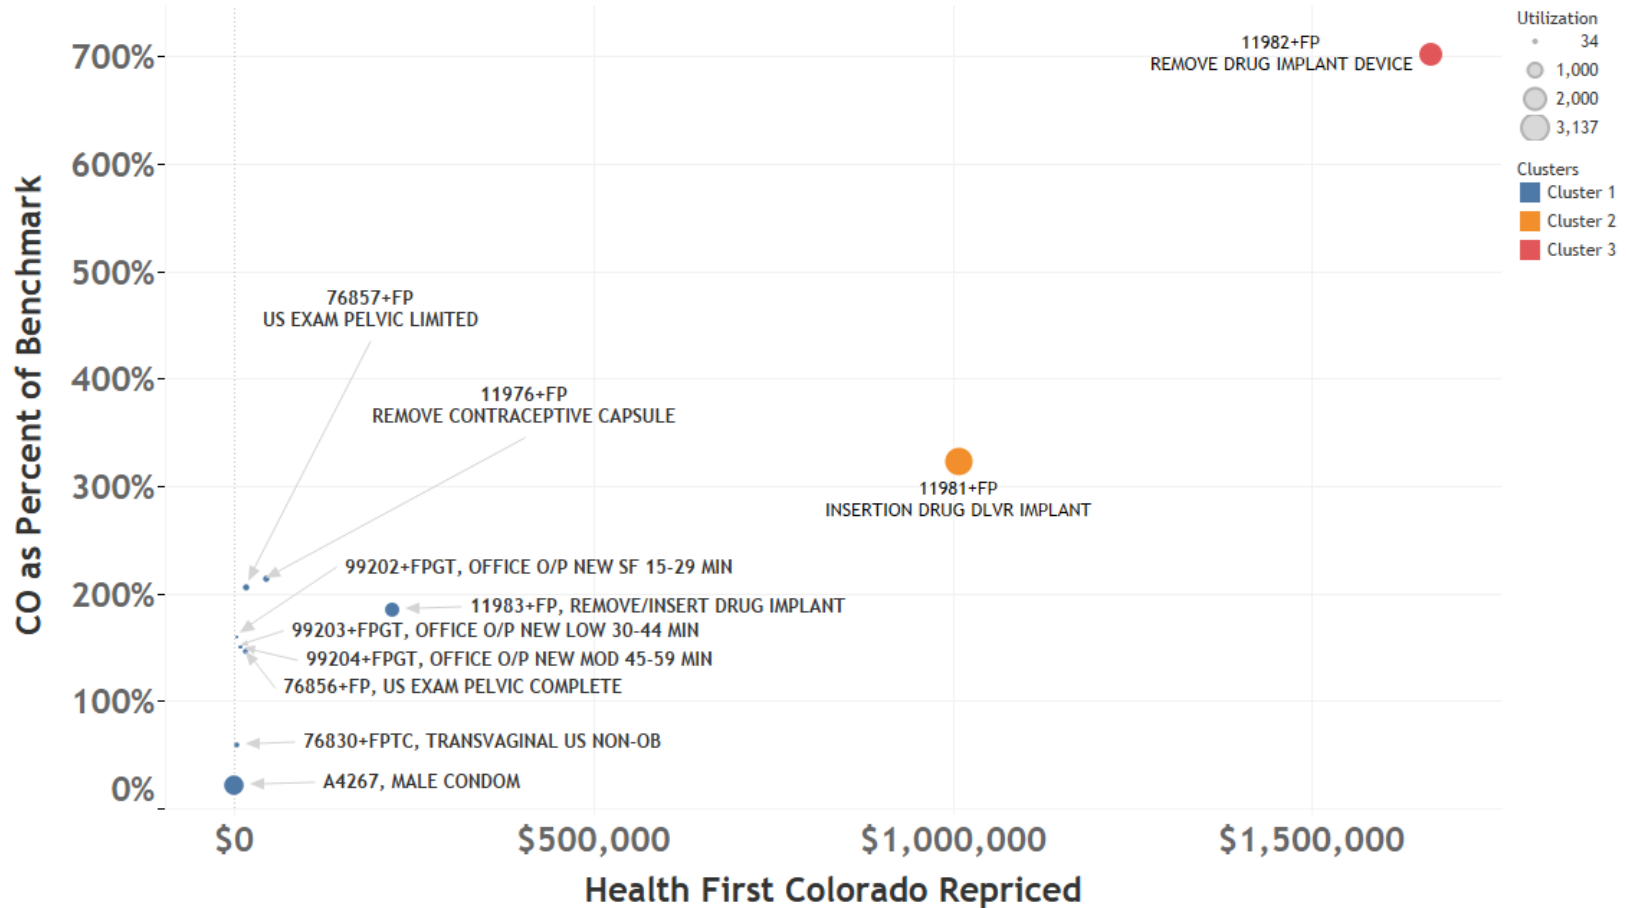 Utilization
34
1,000
2,000
3,137
Clusters
Cluster 1
Cluster 2
Cluster 3
CO as Percent of Benchmark
700%
600%
500%
400%
300%
200%
100%
0%
11982+FP
REMOVE DRUG IMPLANT DEVICE
76857+FP
US EXAM PELVIC LIMITED
11976+FP
REMOVE CONTRACEPTIVE CAPSULE
11981+FP
INSERTION DRUG DLVR IMPLANT
99202+FPGT, OFFICE O/P NEW SF 15-29 MIN
11983+FP, REMOVE/INSERT DRUG IMPLANT
99203+FPGT, OFFICE O/P NEW LOW 30-44 MIN
99204+FPGT, OFFICE O/P NEW MOD 45-59 MIN
76856+FP, US EXAM PELVIC COMPLETE
76830+FPTC, TRANSVAGINAL US NON-OB
A4267, MALE CONDOM
$0
$500,000
$1,000,000
$1,500,000
Health First Colorado Repriced